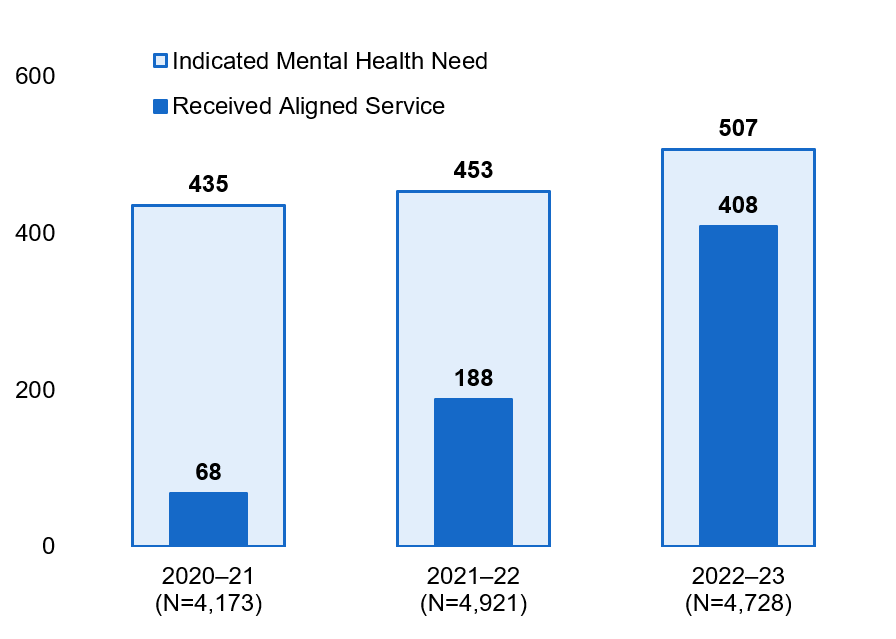 Indicated Mental Health Need
Received Aligned Service
600
400
200
0
435
68
453
188
507
408
2020–21
(N=4,173)
2021–22
(N=4,921)
2022–23
(N=4,728)